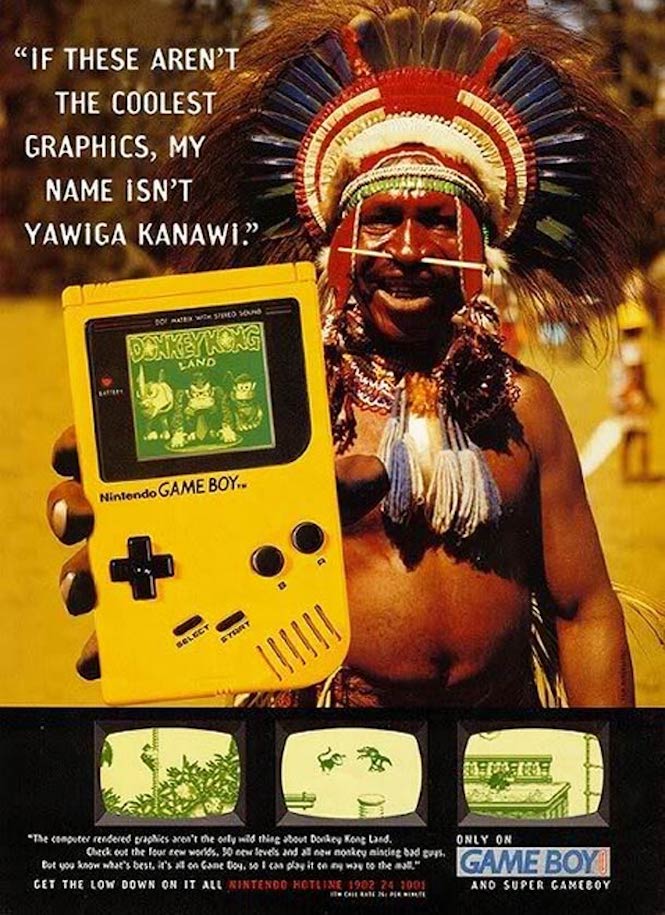 "IF THESE AREN'T
THE COOLEST
GRAPHICS, MY
NAME ISN'T
YAWIGA KANAWI."
DOT MATRIX WITH STEREO SOUND
DONKEY KONG
LAND
BATTERY
Nintendo GAME BOY™
B
A
SELECT
START
"The computer rendered graphics aren't the only wild thing about Donkey Kong Land.
Check out the four new worlds, 30 new levels and all new monkey mincing bad guys.
But you know what's best, it's all on Game Boy, so I can play it on my way to the mall."
GET THE LOW DOWN ON IT ALL NINTENDO HOTLINE 1902 24 1001
ONLY ON
GAME BOY
AND SUPER GAMEBOY